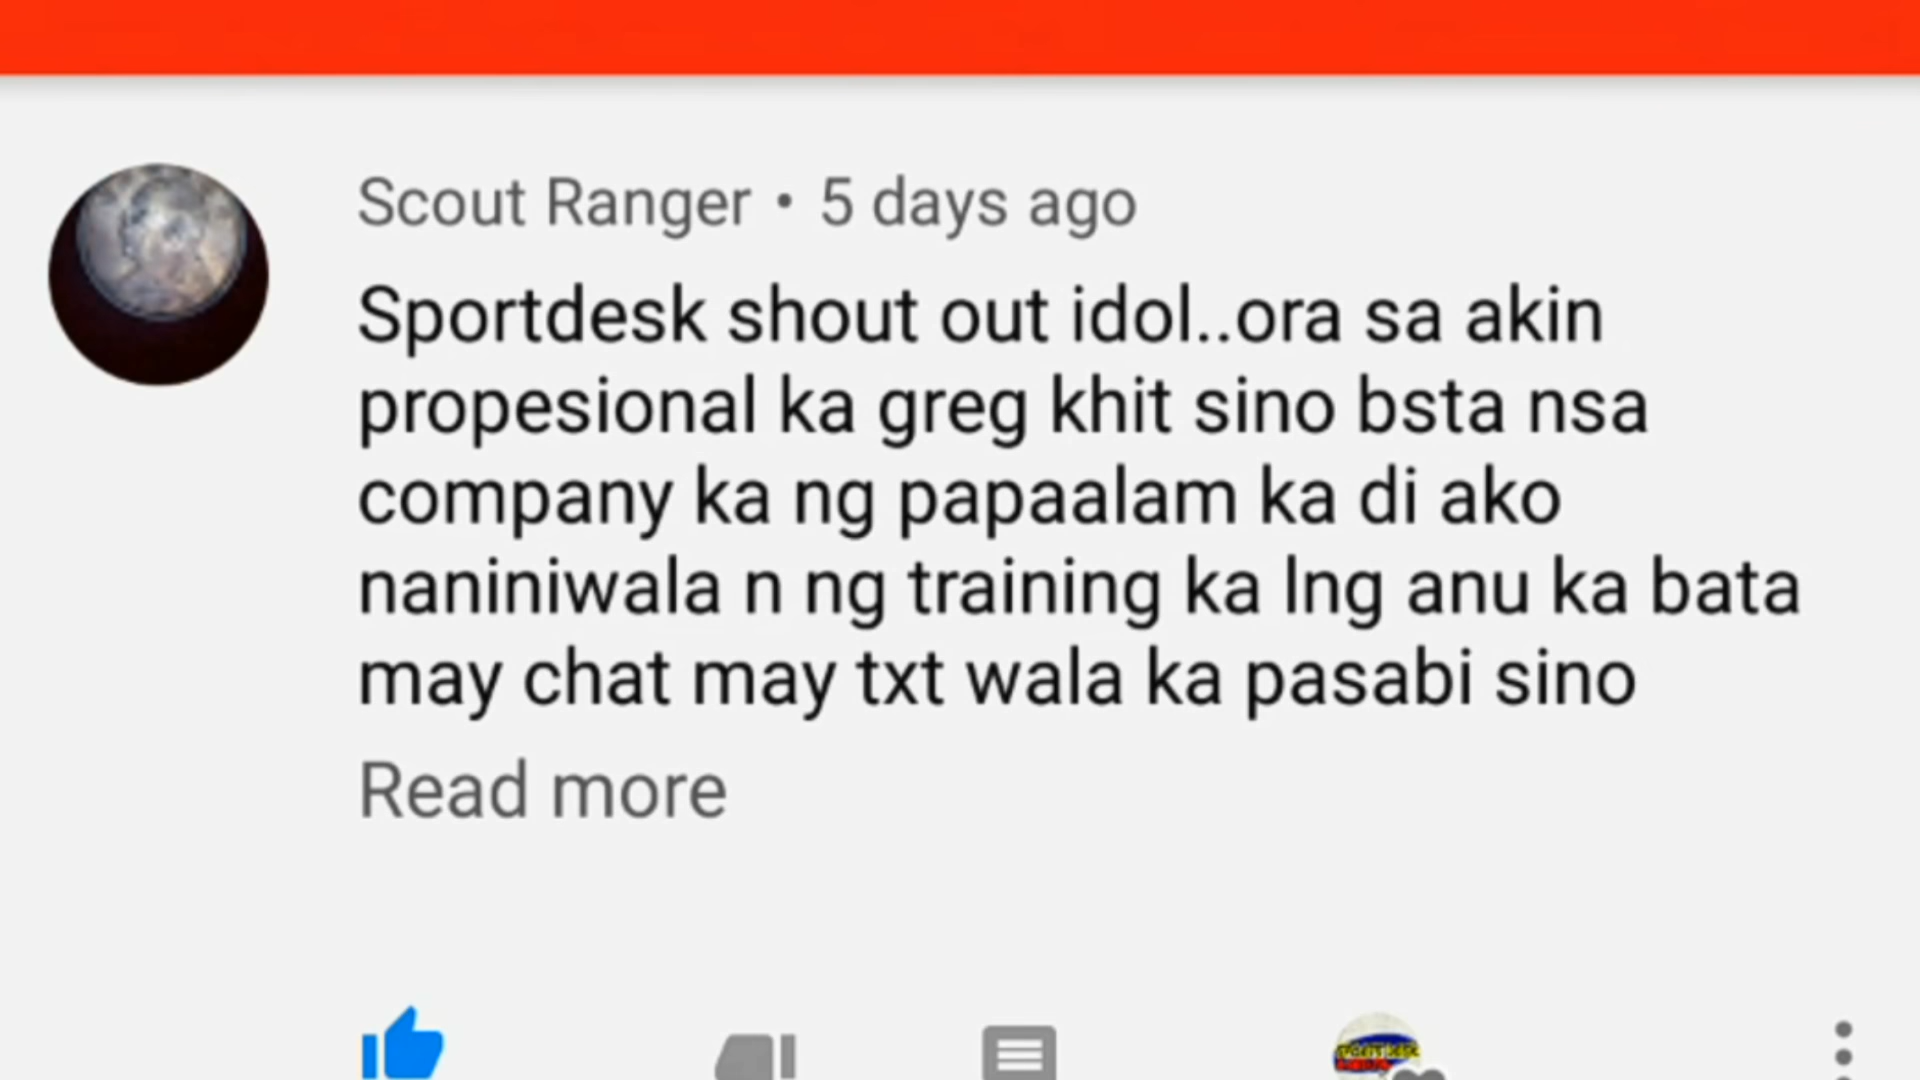 Scout Ranger • 5 days ago
Sportdesk shout out idol..ora sa akin
propesional ka greg khit sino bsta nsa
company ka ng papaalam ka di ako
naniniwala n ng training ka lng anu ka bata
may chat may txt wala ka pasabi sino
Read more